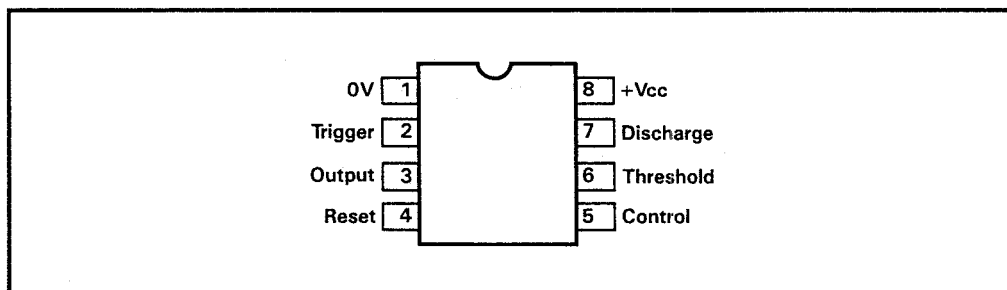 0V 1 8 +Vcc
Trigger 2 7 Discharge
Output 3 6 Threshold
Reset 4 5 Control